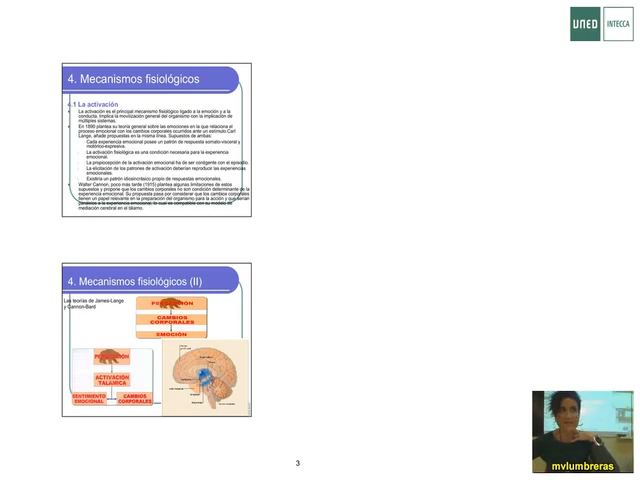 UNED
INTECCA
4. Mecanismos fisiológicos
4.1 La activación
La activación es el principal mecanismo fisiológico ligado a la emoción y a la
conducta. Implica la movilización general del organismo con la implicación de
múltiples sistemas.
En 1890 plantea su teoría general sobre las emociones en la que relaciona el
proceso emocional con los cambios corporales ocurridos ante un estímulo.Carl
Lange, añade propuestas en la misma línea. Supuestos de ambas:
Cada experiencia emocional posee un patrón de respuesta somato-visceral y
motórico-expresiva.
La activación fisiológica es una condición necesaria para la experiencia
emocional.
La propiocepción de la activación emocional ha de ser contigente con el episodio.
La elicitación de los patrones de activación deberían reproducir las experiencias
emocionales.
Existiría un patrón idiosincrásico propio de respuestas emocionales.
Walter Cannon, poco más tarde (1915) plantea algunas limitaciones de estos
supuestos y propone que los cambios corporales no son condición determinante de la
experiencia emocional. Su propuesta pasa por considerar que los cambios corporales
tienen un papel relevante en la preparación del organismo para la acción y que serían
paralelos a la experiencia emocional, lo cual es compatible con su modelo de
mediación cerebral en el tálamo.
4. Mecanismos fisiológicos (II)
Las teorías de James-Lange
y Cannon-Bard
CAMBIOS
CORPORALES
EMOCIÓN
ACTIVACIÓN
TALÁMICA
SENTIMIENTO
EMOCIONAL
CAMBIOS
CORPORALES
mvlumbreras
3